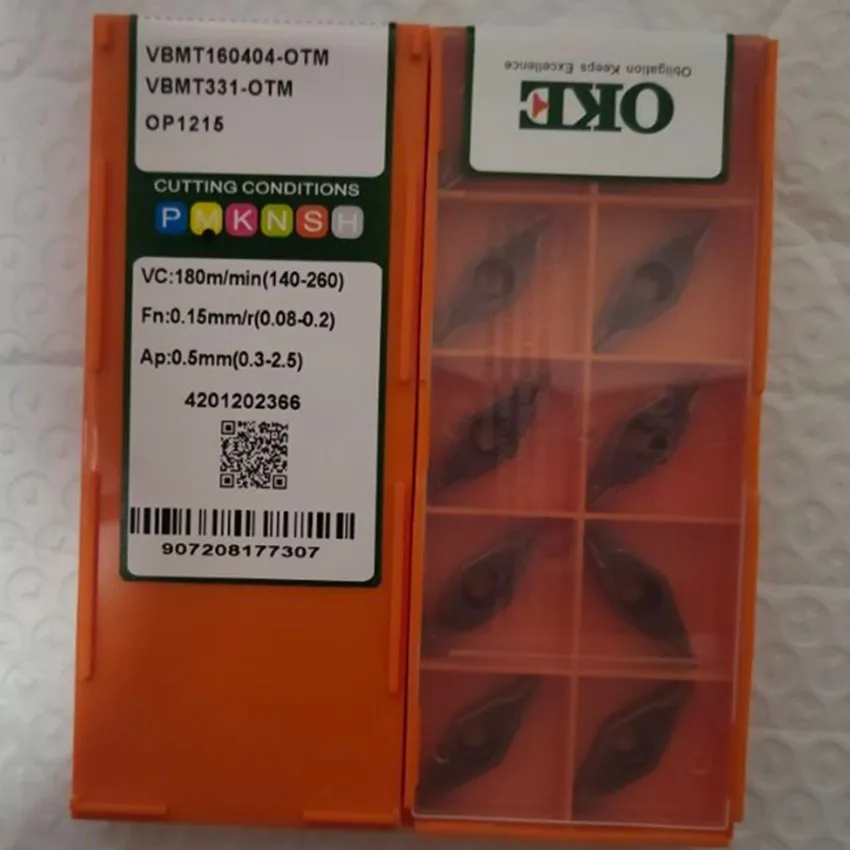 VBMT160404-OTM
VBMT331-OTM
OP1215
CUTTING CONDITIONS
P M K N S H
VC:180m/min(140-260)
Fn:0.15mm/r(0.08-0.2)
Ap:0.5mm(0.3-2.5)
4201202366
907208177307
OKE
Obligation Keeps Excellence